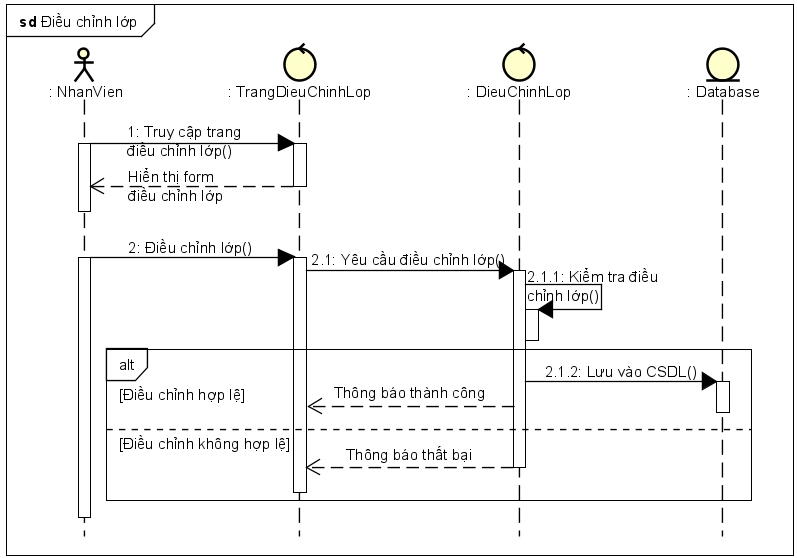 sd Điều chỉnh lớp
: NhanVien
: TrangDieuChinhLop
: DieuChinhLop
: Database
1: Truy cập trang
điều chỉnh lớp()
Hiển thị form
điều chỉnh lớp
2: Điều chỉnh lớp()
2.1: Yêu cầu điều chỉnh lớp()
2.1.1: Kiểm tra điều
chỉnh lớp()
alt
2.1.2: Lưu vào CSDL()
[Điều chỉnh hợp lệ]
Thông báo thành công
[Điều chỉnh không hợp lệ]
Thông báo thất bại